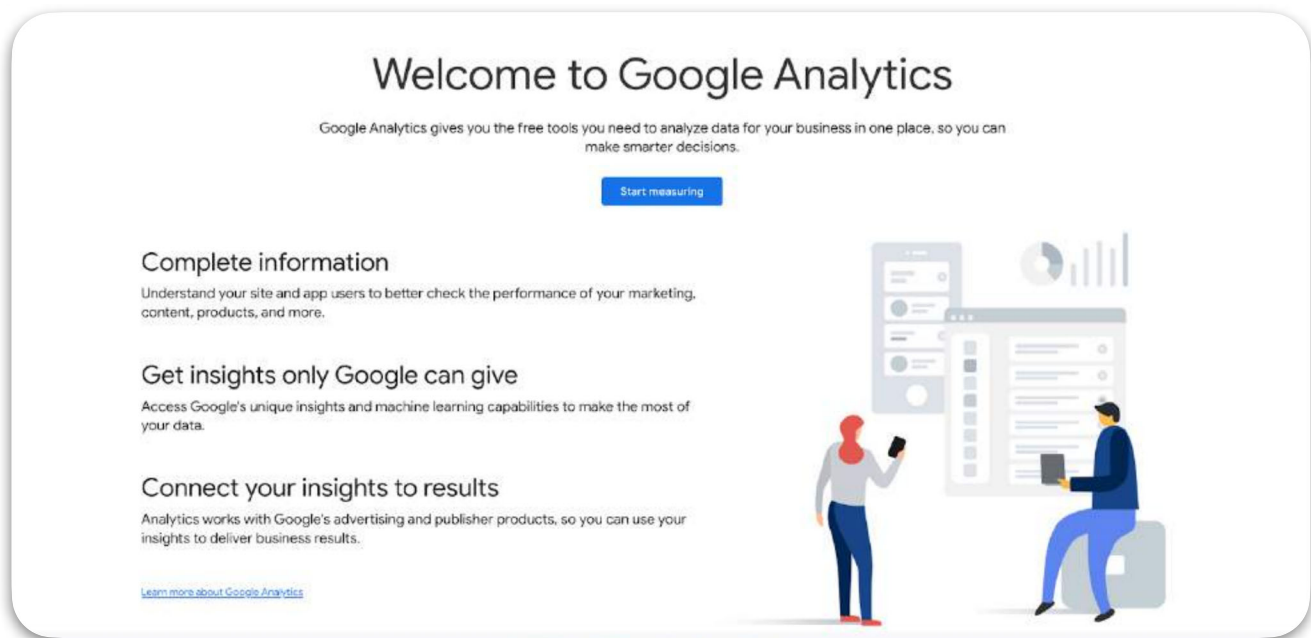 Welcome to Google Analytics
Google Analytics gives you the free tools you need to analyze data for your business in one place, so you can
make smarter decisions.
Start measuring
Complete information
Understand your site and app users to better check the performance of your marketing,
content, products, and more.
Get insights only Google can give
Access Google's unique insights and machine learning capabilities to make the most of
your data.
Connect your insights to results
Analytics works with Google's advertising and publisher products, so you can use your
insights to deliver business results.
Learn more about Google Analytics